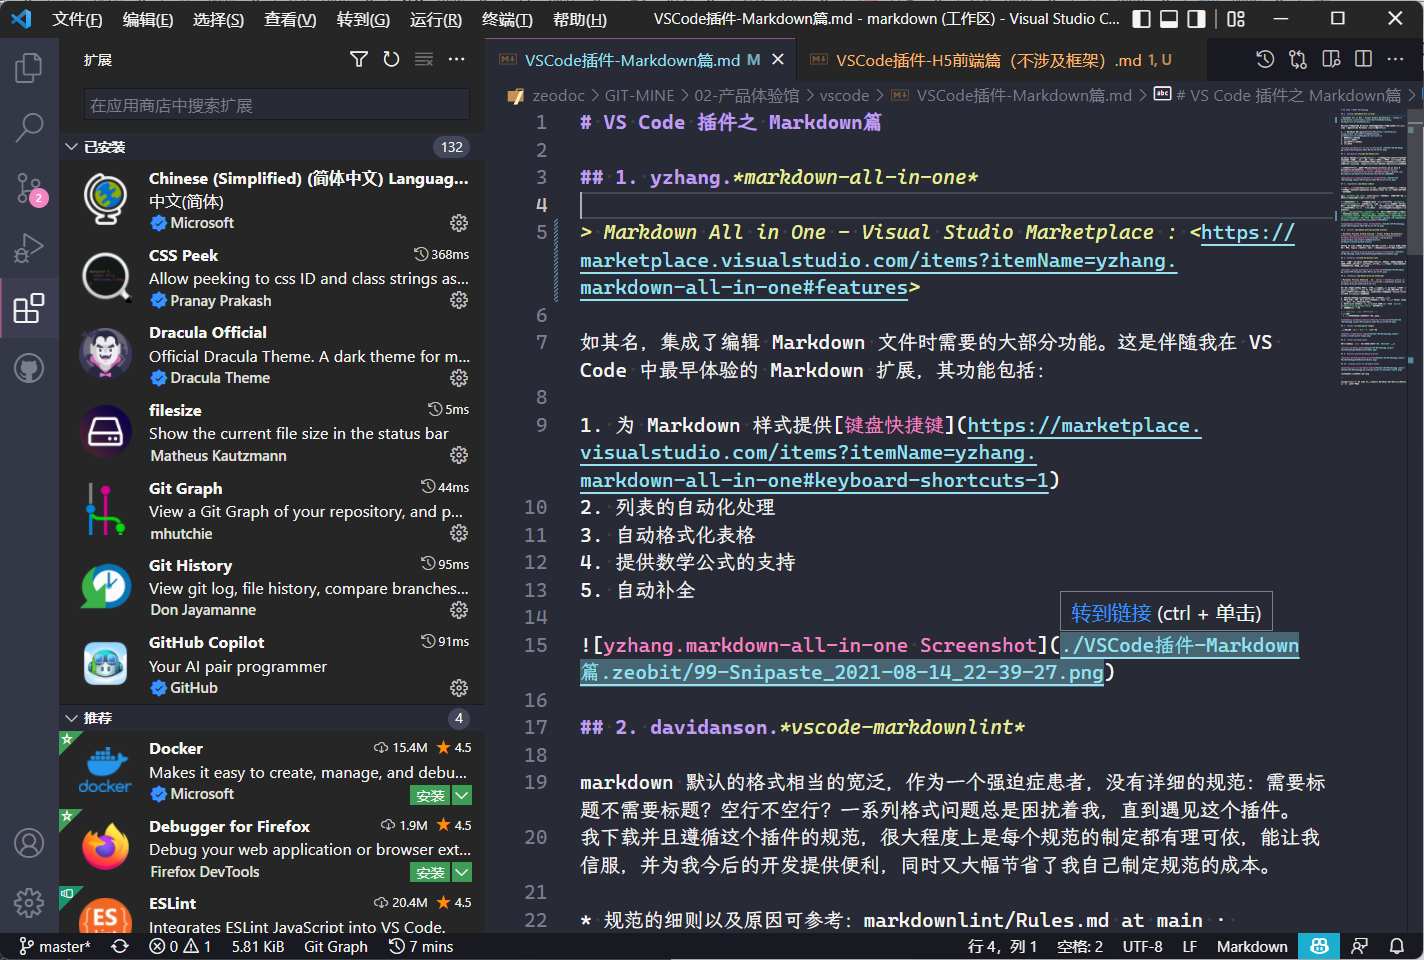 文件(F) 编辑(E) 选择(S) 查看(V) 转到(G) 运行(R) 终端(T) 帮助(H) VSCode插件-Markdown篇.md - markdown (工作区) - Visual Studio C...
扩展
在应用商店中搜索扩展
已安装 132
Chinese (Simplified) (简体中文) Languag...
中文(简体)
Microsoft
CSS Peek 368ms
Allow peeking to css ID and class strings as...
Pranay Prakash
Dracula Official
Official Dracula Theme. A dark theme for m...
Dracula Theme
filesize 5ms
Show the current file size in the status bar
Matheus Kautzmann
Git Graph 44ms
View a Git Graph of your repository, and p...
mhutchie
Git History 95ms
View git log, file history, compare branches...
Don Jayamanne
GitHub Copilot 91ms
Your AI pair programmer
GitHub
推荐 4
Docker 15.4M 4.5
Makes it easy to create, manage, and debu...
Microsoft 安装
docker
Debugger for Firefox 1.9M 4.5
Debug your web application or browser ext...
Firefox DevTools 安装
ESLint 20.4M 4.5
Integrates ESLint JavaScript into VS Code.
ES
2
VSCode插件-Markdown篇.md M VSCode插件-H5前端篇（不涉及框架）.md 1, U
zeodoc > GIT-MINE > 02-产品体验馆 > vscode > VSCode插件-Markdown篇.md > abc # VS Code 插件之 Markdown篇 >
1 # VS Code 插件之 Markdown篇
2
3 ## 1. yzhang.*markdown-all-in-one*
4
5 > Markdown All in One - Visual Studio Marketplace : <https://
marketplace.visualstudio.com/items?itemName=yzhang.
markdown-all-in-one#features>
6
7 如其名，集成了编辑 Markdown 文件时需要的大部分功能。这是伴随我在 VS
Code 中最早体验的 Markdown 扩展，其功能包括：
8
9 1. 为 Markdown 样式提供[键盘快捷键](https://marketplace.
visualstudio.com/items?itemName=yzhang.
markdown-all-in-one#keyboard-shortcuts-1)
10 2. 列表的自动化处理
11 3. 自动格式化表格
12 4. 提供数学公式的支持
13 5. 自动补全
14
转到链接 (ctrl + 单击)
15 ![yzhang.markdown-all-in-one Screenshot](./VSCode插件-Markdown
篇.zeobit/99-Snipaste_2021-08-14_22-39-27.png)
16
17 ## 2. davidanson.*vscode-markdownlint*
18
19 markdown 默认的格式相当的宽泛，作为一个强迫症患者，没有详细的规范：需要标
题不需要标题？空行不空行？一系列格式问题总是困扰着我，直到遇见这个插件。
20 我下载并且遵循这个插件的规范，很大程度上是每个规范的制定都有理可依，能让我
信服，并为我今后的开发提供便利，同时又大幅节省了我自己制定规范的成本。
21
22 * 规范的细则以及原因可参考：markdownlint/Rules.md at main ·
master* 0 1 5.81 KiB Git Graph 7 mins 行 4，列 1 空格: 2 UTF-8 LF Markdown